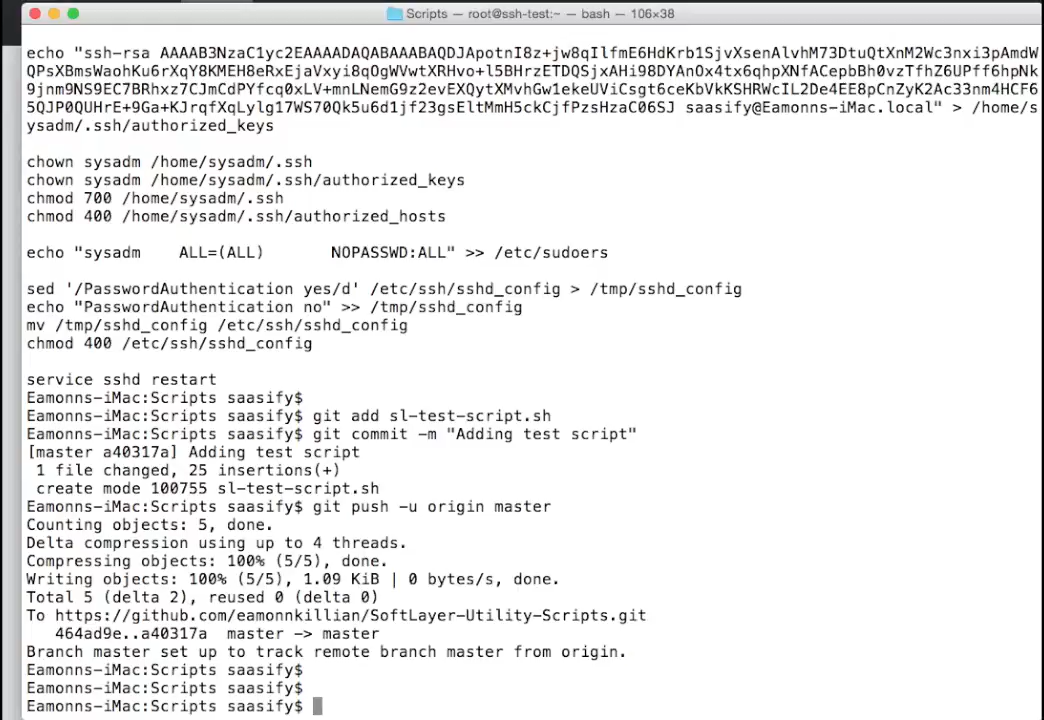 Scripts — root@ssh-test:~ — bash — 106×38
echo "ssh-rsa AAAAB3NzaC1yc2EAAAADAQABAAABAQDJApotnI8z+jw8qIlfmE6HdKrb1SjvXsenAlvhM73DtuQtXnM2Wc3nxi3pAmdW
QPsXBmsWaohKu6rXqY8KMEH8eRxEjaVxyi8qOgWVwtXRHvo+l5BHrzETDQSjxAHi98DYAnOx4tx6qhpXNfACepbBh0vzTfhZ6UPff6hpNk
9jnm9NS9EC7BRhxz7CJmCdPYfcq0xLV+mnLNemG9z2evEXQytXMvhGw1ekeUViCsgt6ceKbVkKSHRWcIL2De4EE8pCnZyK2Ac33nm4HCF6
5QJP0QUHrE+9Ga+KJrqfXqLylg17WS70Qk5u6d1jf23gsEltMmH5ckCjfPzsHzaC06SJ saasify@Eamonns-iMac.local" > /home/s
ysadm/.ssh/authorized_keys
chown sysadm /home/sysadm/.ssh
chown sysadm /home/sysadm/.ssh/authorized_keys
chmod 700 /home/sysadm/.ssh
chmod 400 /home/sysadm/.ssh/authorized_hosts
echo "sysadm    ALL=(ALL)       NOPASSWD:ALL" >> /etc/sudoers
sed '/PasswordAuthentication yes/d' /etc/ssh/sshd_config > /tmp/sshd_config
echo "PasswordAuthentication no" >> /tmp/sshd_config
mv /tmp/sshd_config /etc/ssh/sshd_config
chmod 400 /etc/ssh/sshd_config
service sshd restart
Eamonns-iMac:Scripts saasify$
Eamonns-iMac:Scripts saasify$ git add sl-test-script.sh
Eamonns-iMac:Scripts saasify$ git commit -m "Adding test script"
[master a40317a] Adding test script
 1 file changed, 25 insertions(+)
 create mode 100755 sl-test-script.sh
Eamonns-iMac:Scripts saasify$ git push -u origin master
Counting objects: 5, done.
Delta compression using up to 4 threads.
Compressing objects: 100% (5/5), done.
Writing objects: 100% (5/5), 1.09 KiB | 0 bytes/s, done.
Total 5 (delta 2), reused 0 (delta 0)
To https://github.com/eamonnkillian/SoftLayer-Utility-Scripts.git
   464ad9e..a40317a  master -> master
Branch master set up to track remote branch master from origin.
Eamonns-iMac:Scripts saasify$
Eamonns-iMac:Scripts saasify$
Eamonns-iMac:Scripts saasify$